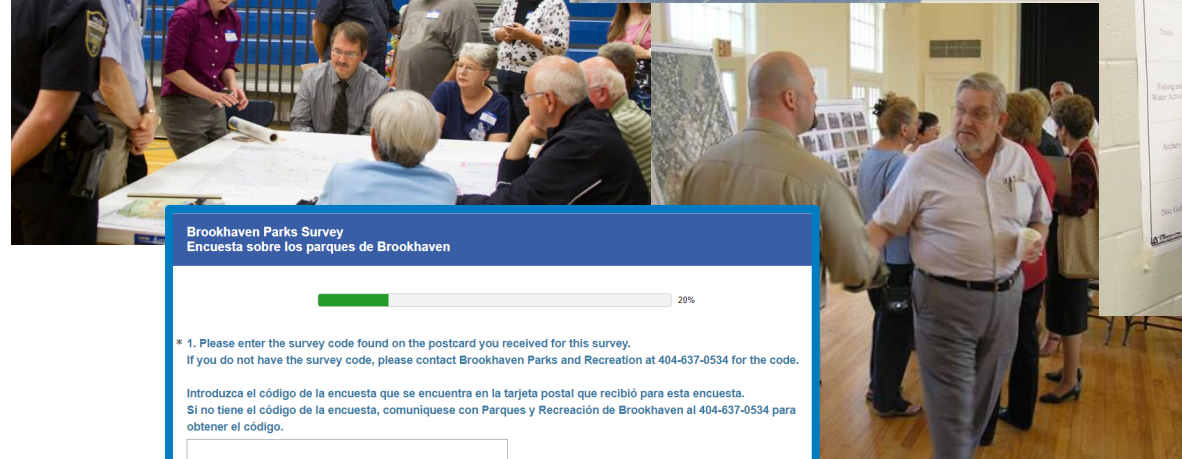 Trails
Fishing and
Water Activi
Archery
Disc Golf
Brookhaven Parks Survey
Encuesta sobre los parques de Brookhaven
20%
* 1. Please enter the survey code found on the postcard you received for this survey.
If you do not have the survey code, please contact Brookhaven Parks and Recreation at 404-637-0534 for the code.
Introduzca el código de la encuesta que se encuentra en la tarjeta postal que recibió para esta encuesta.
Si no tiene el código de la encuesta, comuníquese con Parques y Recreación de Brookhaven al 404-637-0534 para
obtener el código.